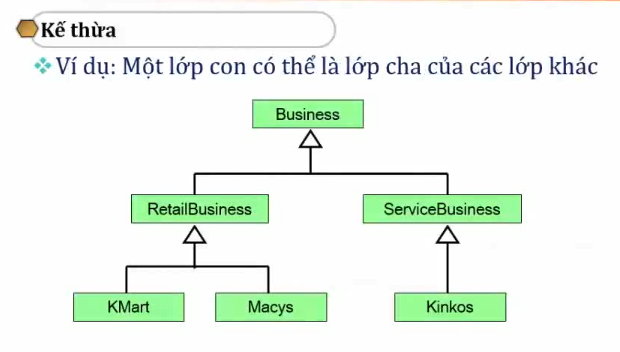 Kế thừa
Ví dụ: Một lớp con có thể là lớp cha của các lớp khác
Business
RetailBusiness
ServiceBusiness
KMart
Macys
Kinkos